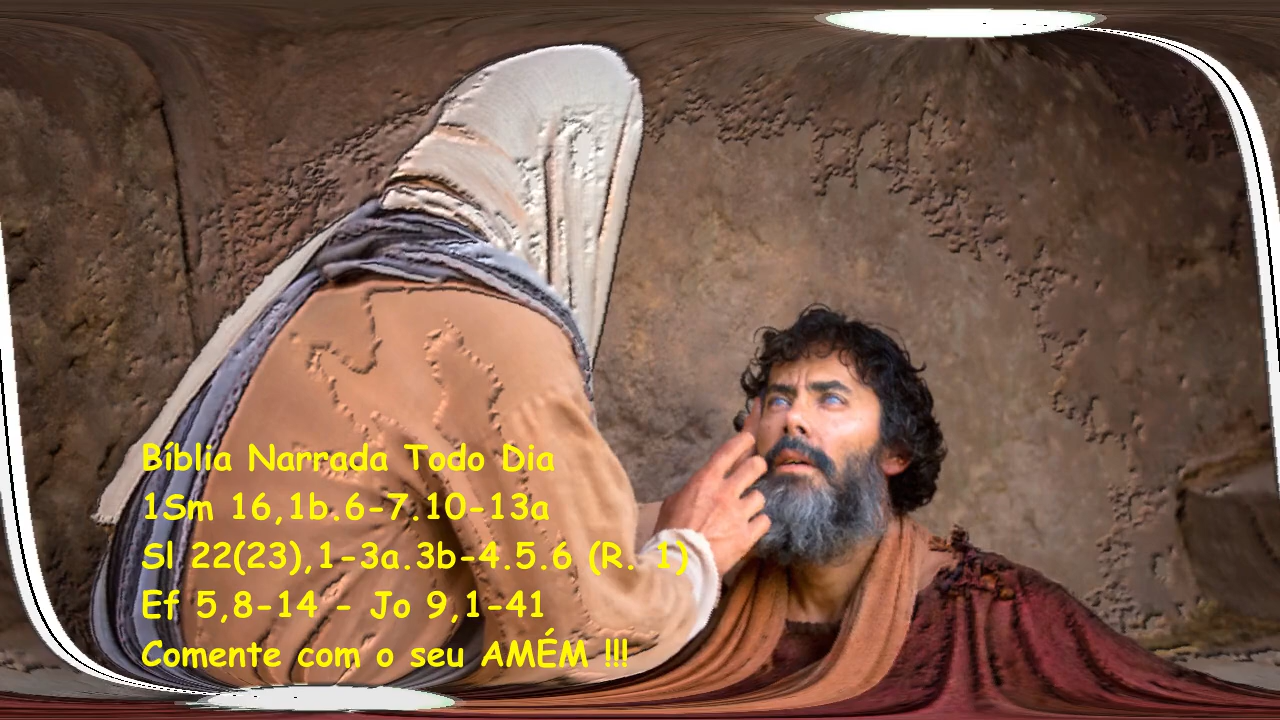 Bíblia Narrada Todo Dia
1Sm 16,1b.6-7.10-13a
Sl 22(23),1-3a.3b-4.5.6 (R. 1)
Ef 5,8-14 - Jo 9,1-41
Comente com o seu AMÉM !!!